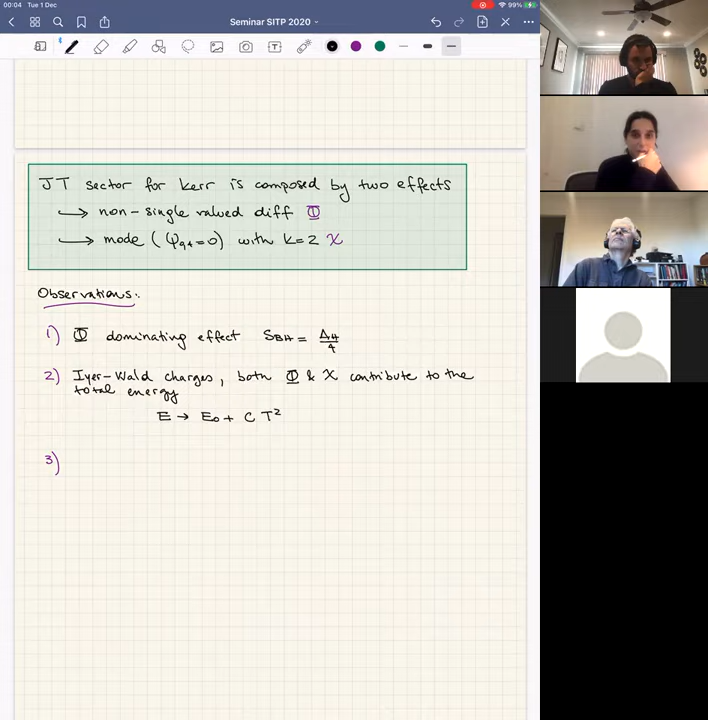 00:04 Tue 1 Dec
99%
Seminar SITP 2020
JT sector for Kerr is composed by two effects
→ non-single valued diff Φ
→ mode (Ψ₄=0) with k=2 χ
Observations:
1) Φ dominating effect S_BH = A_H/4
2) Iyer-Wald charges, both Φ & χ contribute to the
total energy
E → E₀ + C T²
3)